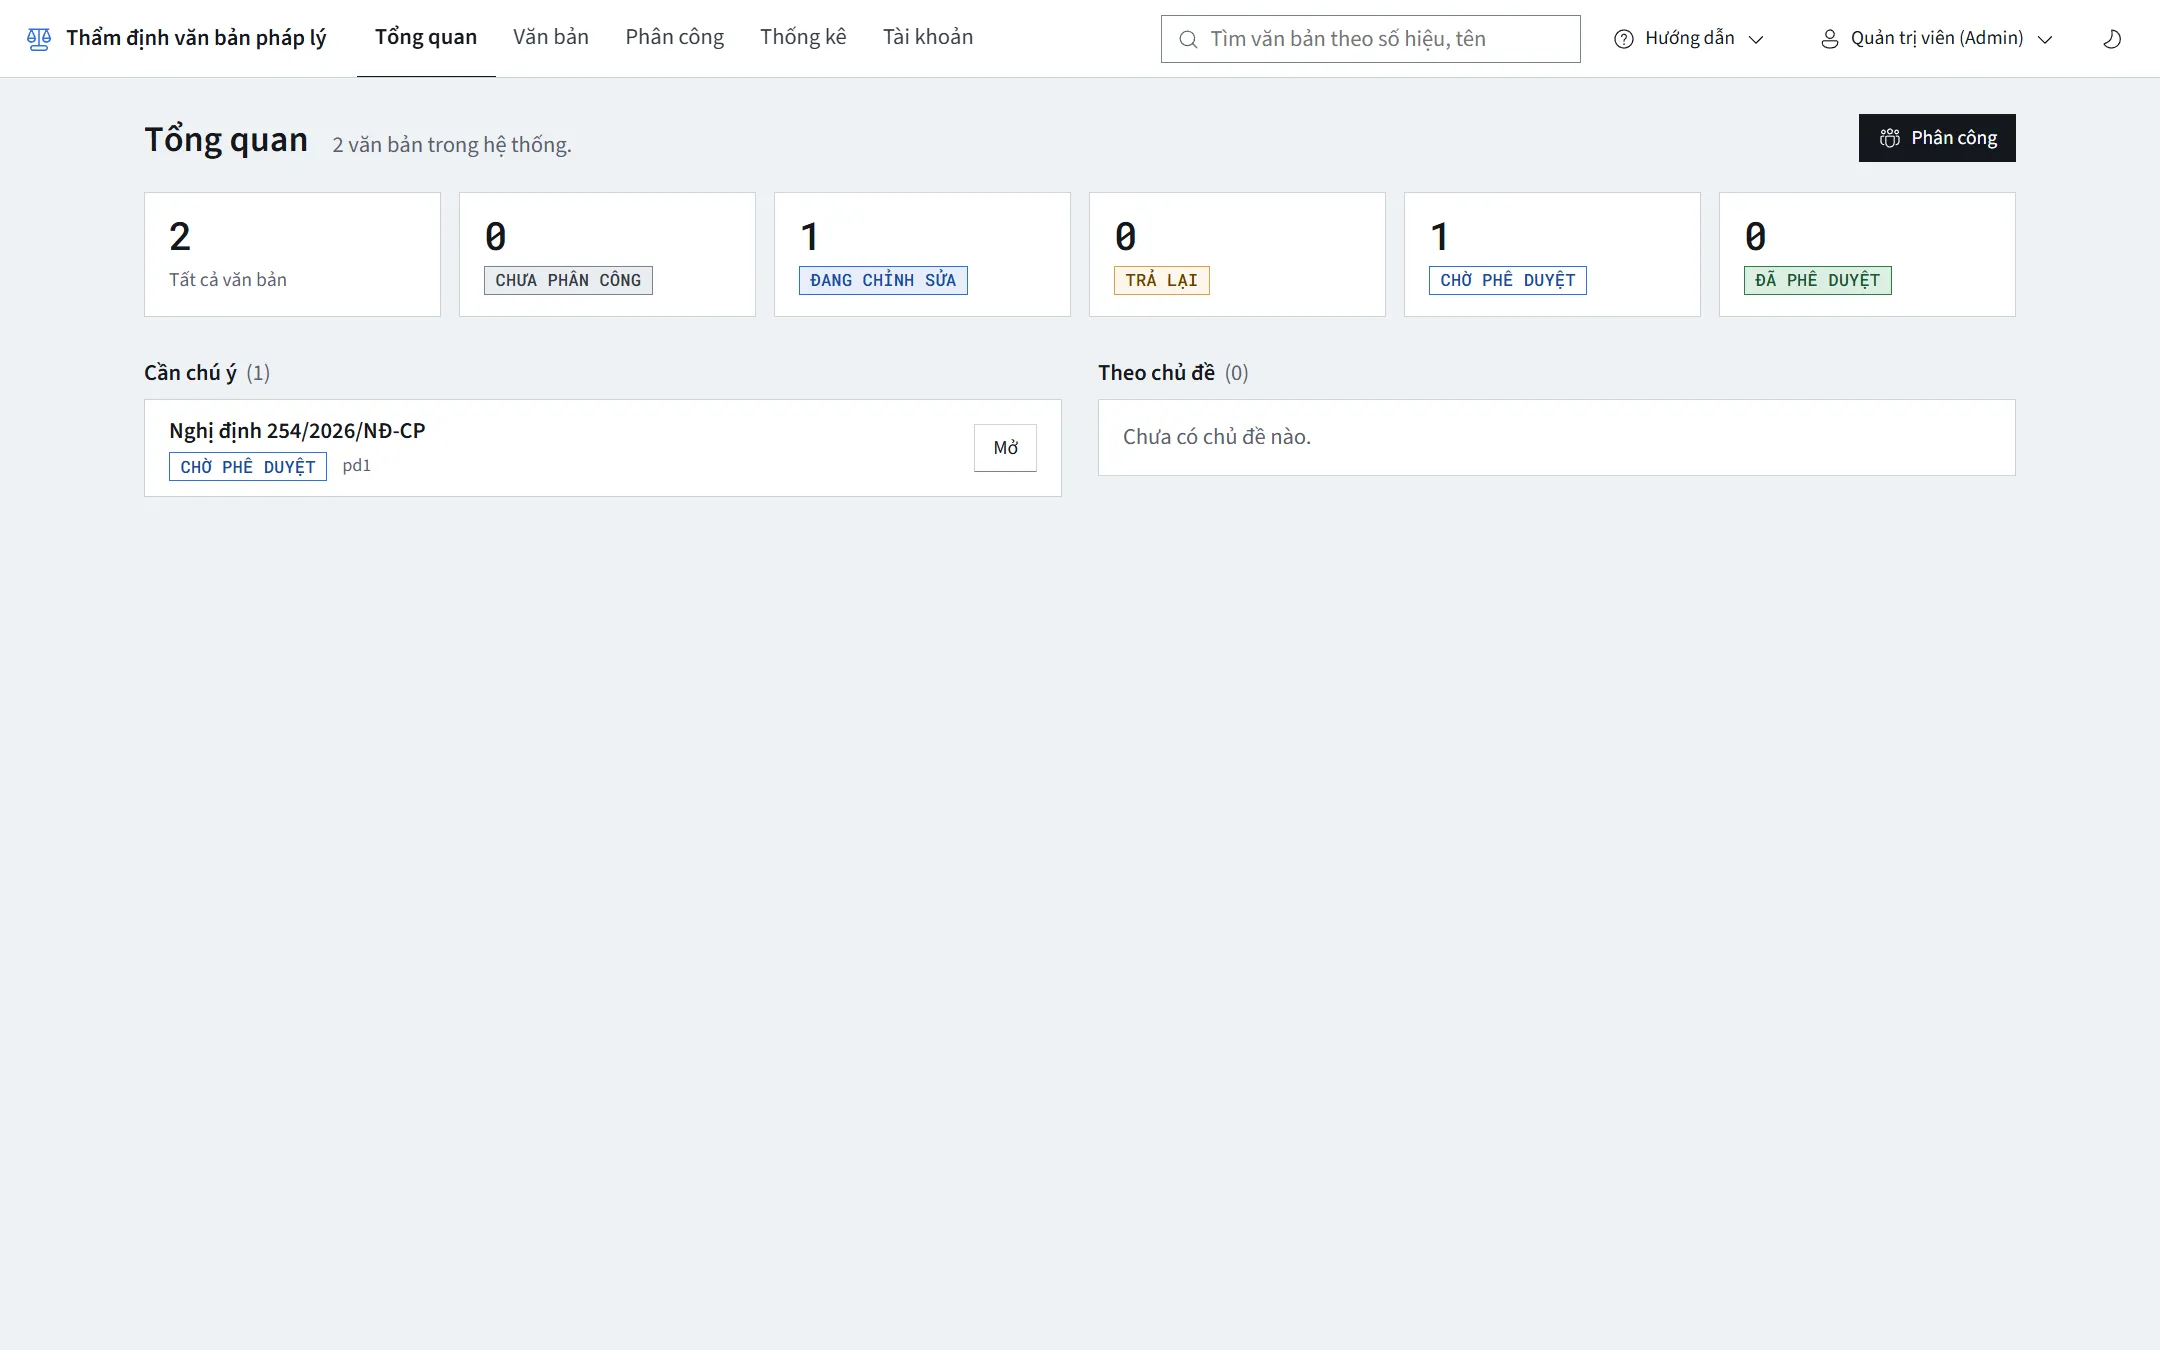 Thẩm định văn bản pháp lý
Tổng quan
Văn bản
Phân công
Thống kê
Tài khoản
Tìm văn bản theo số hiệu, tên
Hướng dẫn
Quản trị viên (Admin)
Tổng quan
2 văn bản trong hệ thống.
Phân công
2
Tất cả văn bản
0
CHƯA PHÂN CÔNG
1
ĐANG CHỈNH SỬA
0
TRẢ LẠI
1
CHỜ PHÊ DUYỆT
0
ĐÃ PHÊ DUYỆT
Cần chú ý (1)
Nghị định 254/2026/NĐ-CP
CHỜ PHÊ DUYỆT pd1
Mở
Theo chủ đề (0)
Chưa có chủ đề nào.